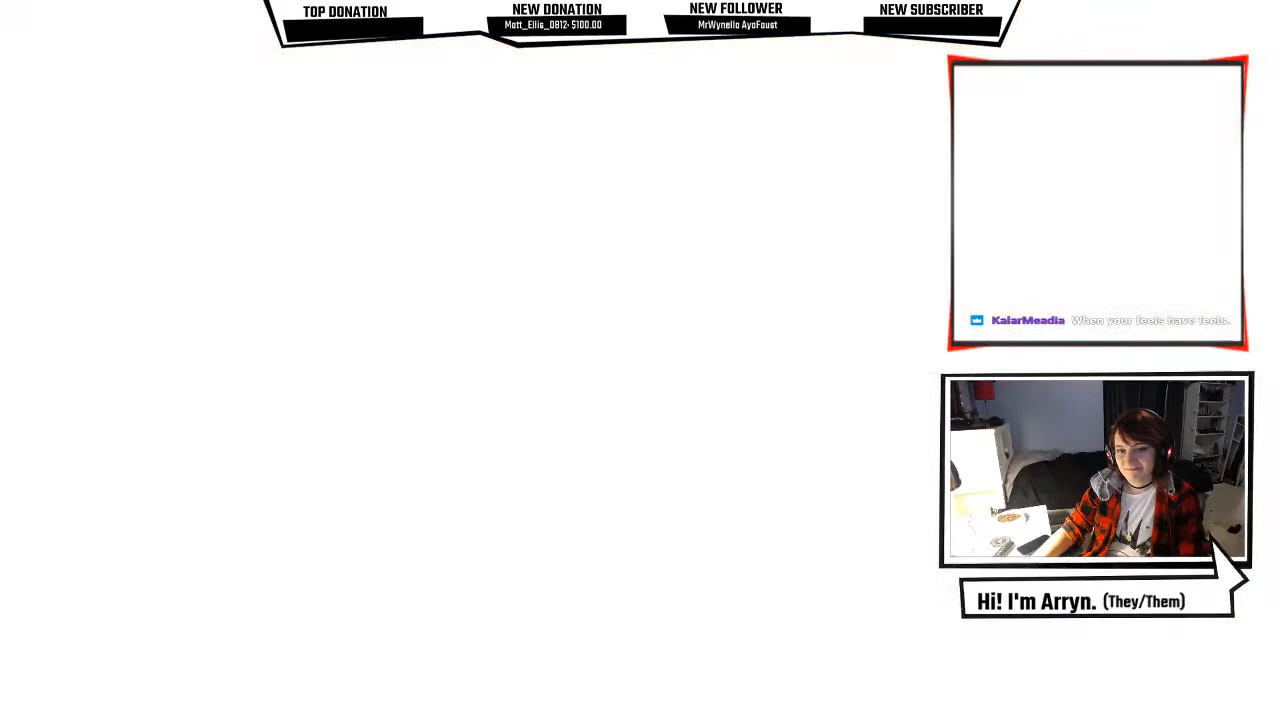 TOP DONATION
NEW DONATION
Matt_Ellis_0812- $100.00
NEW FOLLOWER
MrWynello AyoFaust
NEW SUBSCRIBER
KalarMeadia When your feels have feels.
Hi! I'm Arryn. (They/Them)